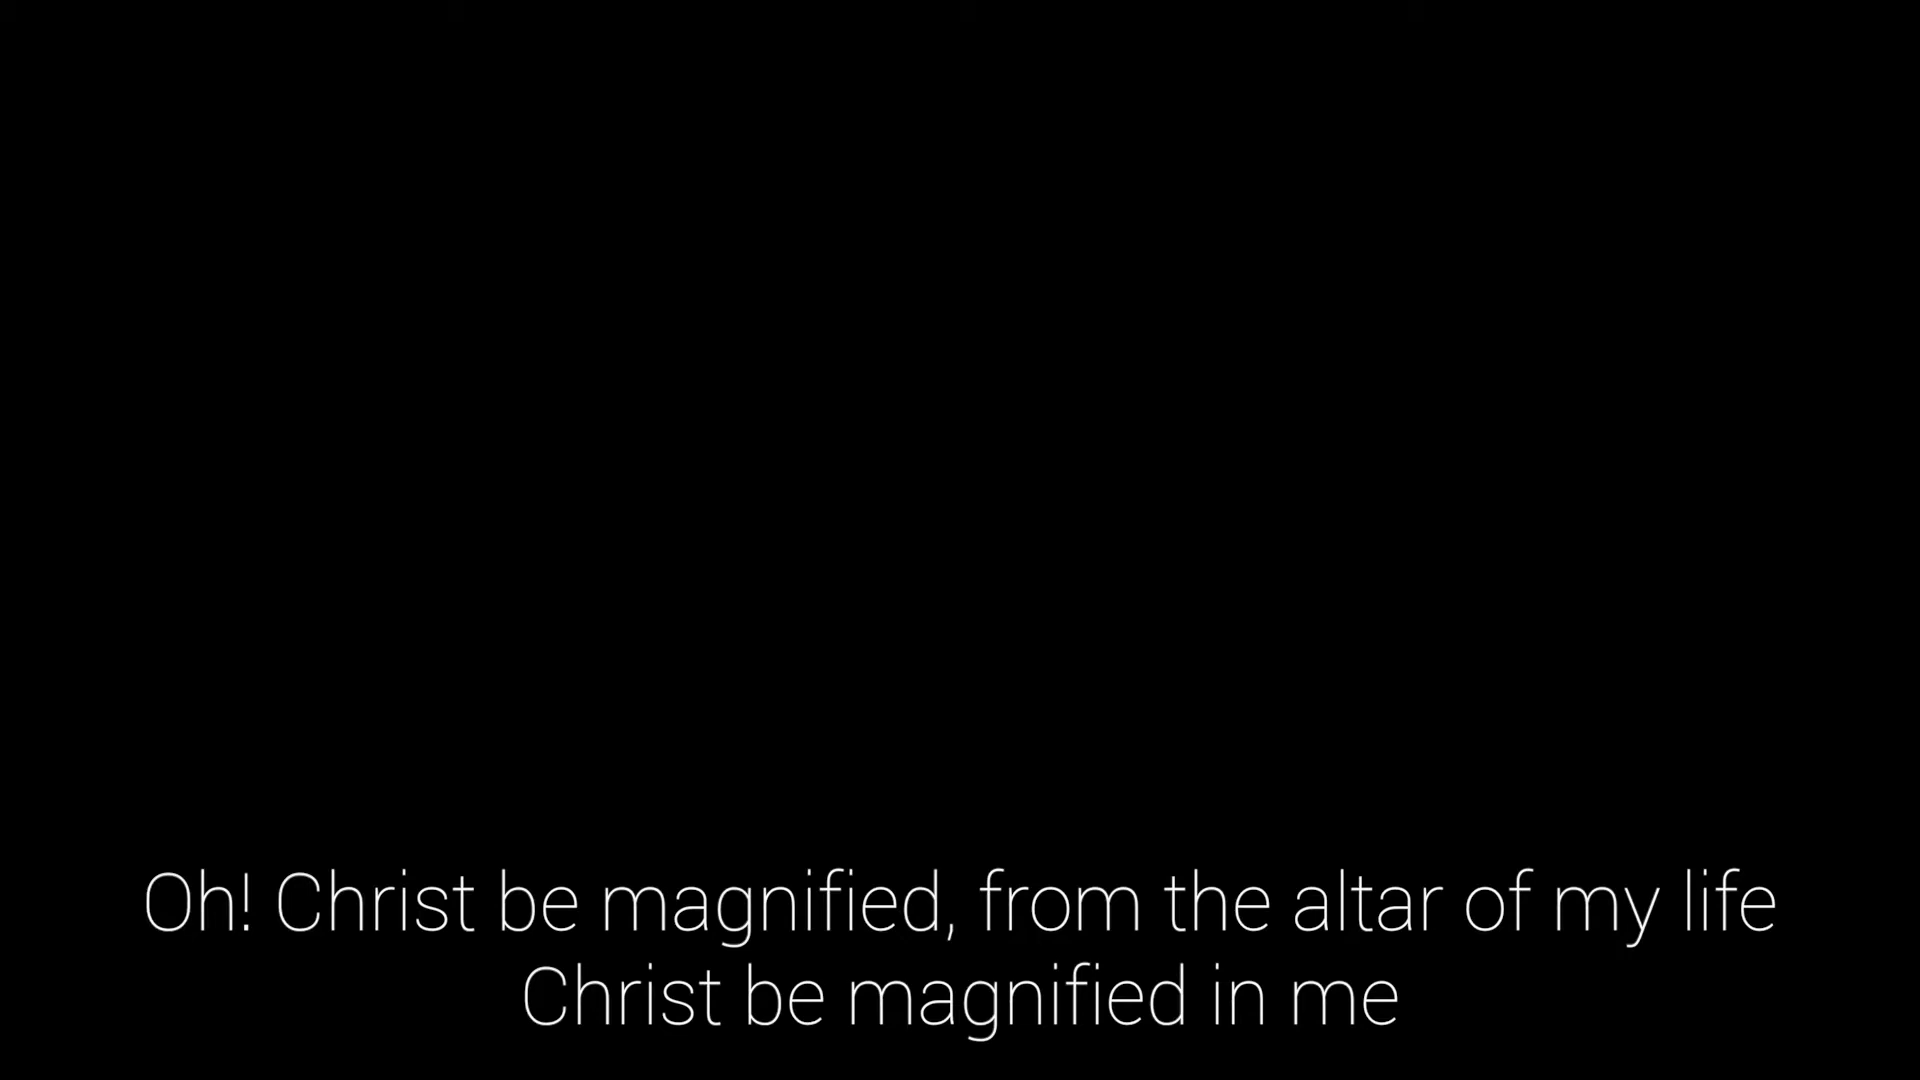 Oh! Christ be magnified, from the altar of my life
Christ be magnified in me